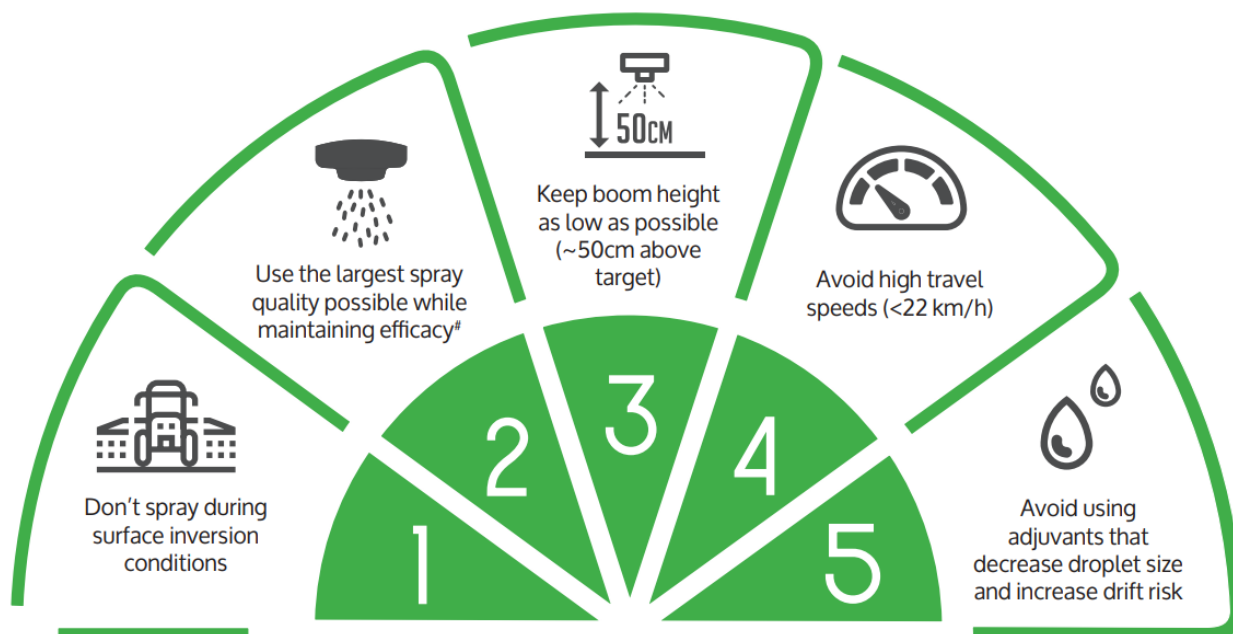 1
Don’t spray during
surface inversion
conditions
2
Use the largest spray
quality possible while
maintaining efficacy#
3
50CM
Keep boom height
as low as possible
(~50cm above
target)
4
Avoid high travel
speeds (<22 km/h)
5
Avoid using
adjuvants that
decrease droplet size
and increase drift risk